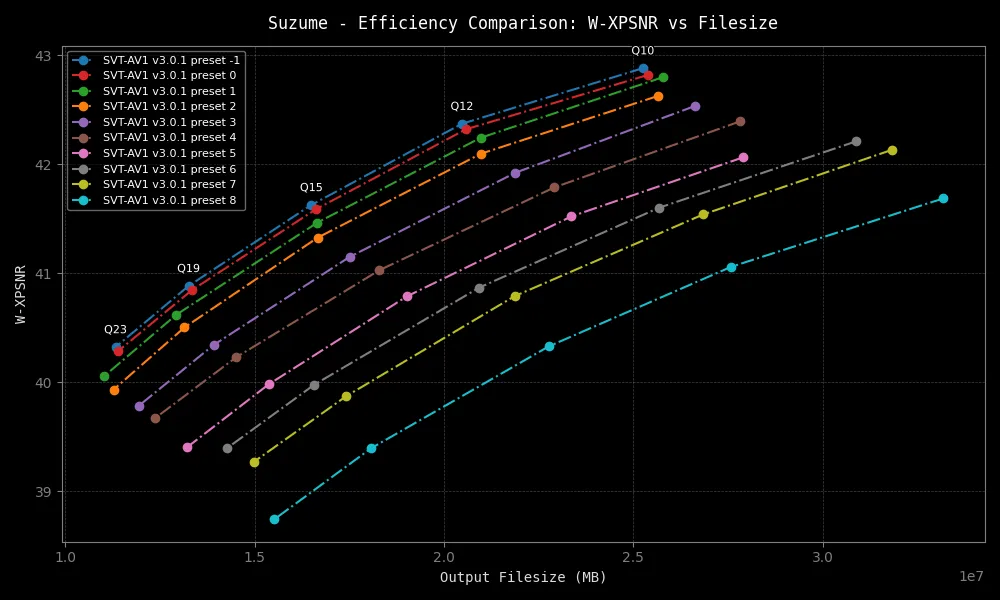 Suzume - Efficiency Comparison: W-XPSNR vs Filesize
SVT-AV1 v3.0.1 preset -1
SVT-AV1 v3.0.1 preset 0
SVT-AV1 v3.0.1 preset 1
SVT-AV1 v3.0.1 preset 2
SVT-AV1 v3.0.1 preset 3
SVT-AV1 v3.0.1 preset 4
SVT-AV1 v3.0.1 preset 5
SVT-AV1 v3.0.1 preset 6
SVT-AV1 v3.0.1 preset 7
SVT-AV1 v3.0.1 preset 8
Q10
Q12
Q15
Q19
Q23
W-XPSNR
43
42
41
40
39
1.0 1.5 2.0 2.5 3.0
1e7
Output Filesize (MB)